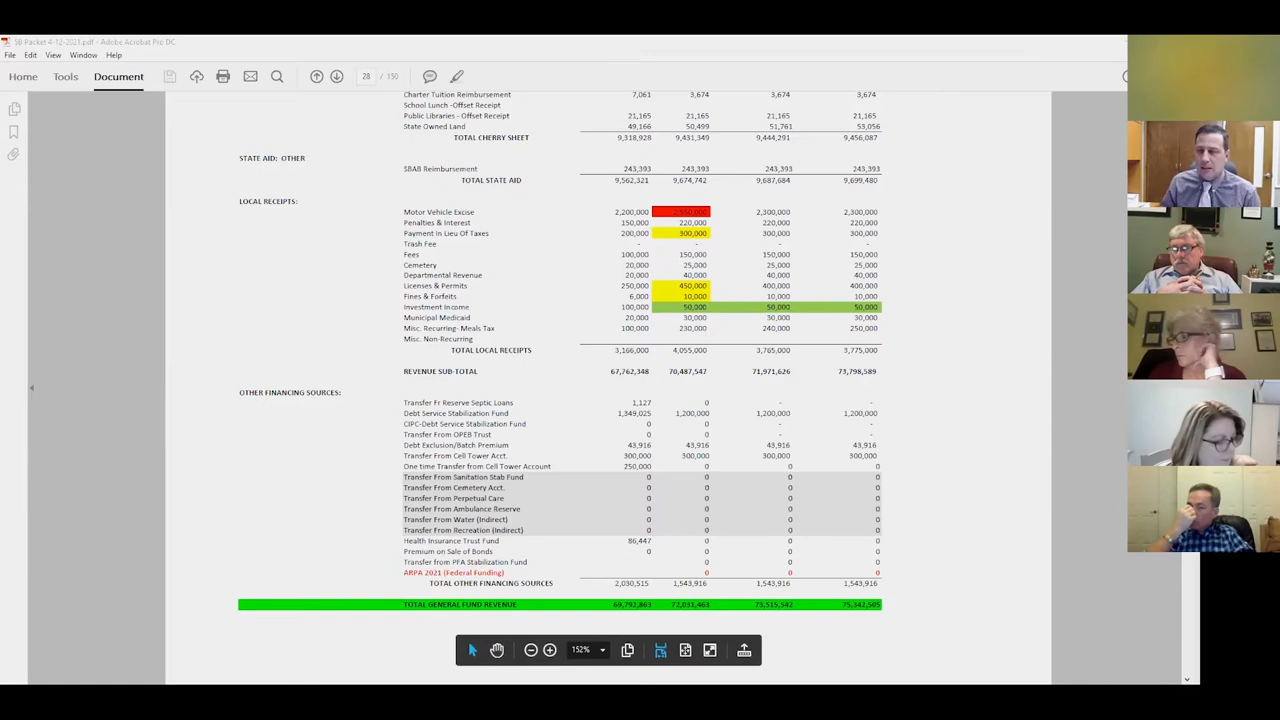 SB Packet 4-12-2021.pdf - Adobe Acrobat Pro DC
File Edit View Window Help
Home Tools Document 28 / 150
Charter Tuition Reimbursement 7,061 3,674 3,674 3,674
School Lunch -Offset Receipt
Public Libraries - Offset Receipt 21,165 21,165 21,165 21,165
State Owned Land 49,166 50,499 51,761 53,056
TOTAL CHERRY SHEET 9,318,928 9,431,349 9,444,291 9,456,087
STATE AID: OTHER
SBAB Reimbursement 243,393 243,393 243,393 243,393
TOTAL STATE AID 9,562,321 9,674,742 9,687,684 9,699,480
LOCAL RECEIPTS:
Motor Vehicle Excise 2,200,000 2,550,000 2,300,000 2,300,000
Penalties & Interest 150,000 220,000 220,000 220,000
Payment In Lieu Of Taxes 200,000 300,000 300,000 300,000
Trash Fee - - - -
Fees 100,000 150,000 150,000 150,000
Cemetery 20,000 25,000 25,000 25,000
Departmental Revenue 20,000 40,000 40,000 40,000
Licenses & Permits 250,000 450,000 400,000 400,000
Fines & Forfeits 6,000 10,000 10,000 10,000
Investment Income 100,000 50,000 50,000 50,000
Municipal Medicaid 20,000 30,000 30,000 30,000
Misc. Recurring- Meals Tax 100,000 230,000 240,000 250,000
Misc. Non-Recurring
TOTAL LOCAL RECEIPTS 3,166,000 4,055,000 3,765,000 3,775,000
REVENUE SUB-TOTAL 67,762,348 70,487,547 71,971,626 73,798,589
OTHER FINANCING SOURCES:
Transfer Fr Reserve Septic Loans 1,127 0 - -
Debt Service Stabilization Fund 1,349,025 1,200,000 1,200,000 1,200,000
CIPC-Debt Service Stabilization Fund 0 0 - -
Transfer From OPEB Trust 0 0 - -
Debt Exclusion/Batch Premium 43,916 43,916 43,916 43,916
Transfer From Cell Tower Acct. 300,000 300,000 300,000 300,000
One time Transfer from Cell Tower Account 250,000 0 0 0
Transfer From Sanitation Stab Fund 0 0 0 0
Transfer From Cemetery Acct. 0 0 0 0
Transfer From Perpetual Care 0 0 0 0
Transfer From Ambulance Reserve 0 0 0 0
Transfer From Water (Indirect) 0 0 0 0
Transfer From Recreation (Indirect) 0 0 0 0
Health Insurance Trust Fund 86,447 0 0 0
Premium on Sale of Bonds 0 0 0 0
Transfer from PFA Stabilization Fund 0 0 0
ARPA 2021 (Federal Funding) 0 0 0
TOTAL OTHER FINANCING SOURCES 2,030,515 1,543,916 1,543,916 1,543,916
TOTAL GENERAL FUND REVENUE 69,792,863 72,031,463 73,515,542 75,342,505
152%